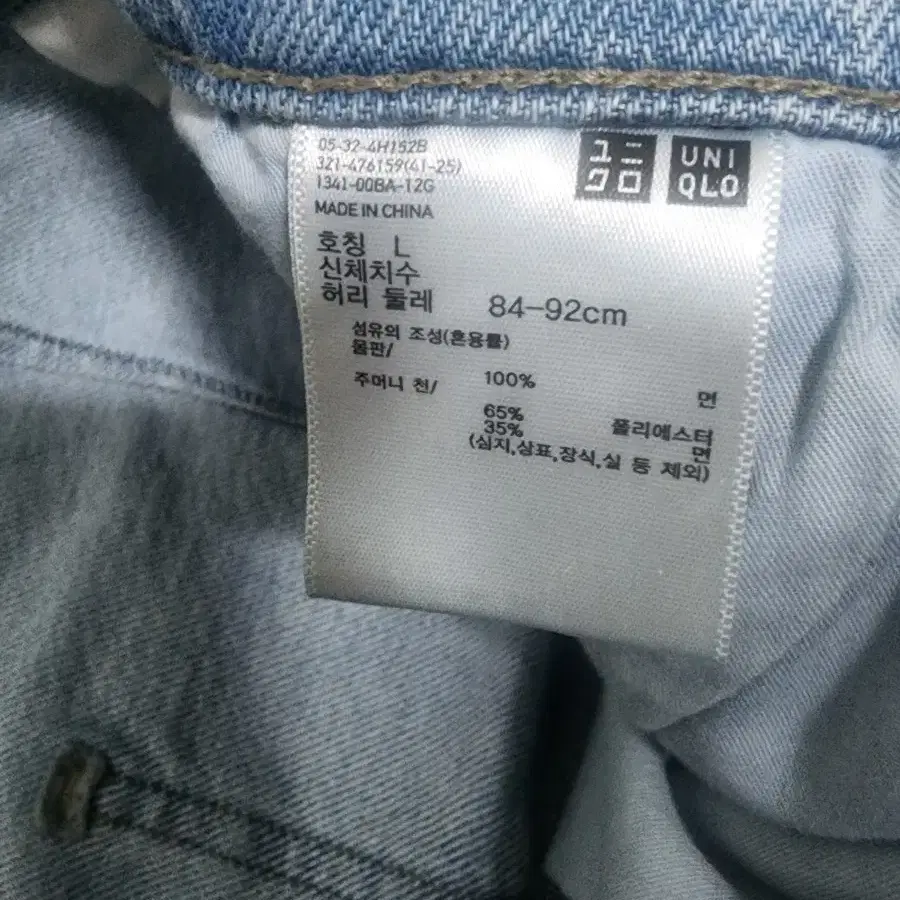 05-32-4H152B
321-476159(41-25)
1341-00BA-12G
MADE IN CHINA
ユニ
クロ
UNI
QLO
호칭 L
신체치수
허리 둘레 84-92cm
섬유의 조성(혼용률)
몸판/
100% 면
주머니 천/
65% 폴리에스터
35% 면
(심지,상표,장식,실 등 제외)